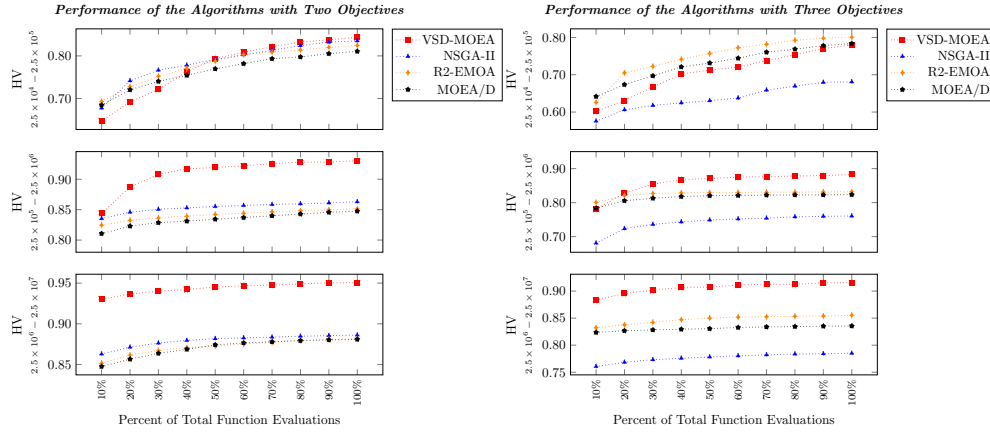 Performance of the Algorithms with Two Objectives
HV
2.5 × 10⁴ − 2.5 × 10⁵
0.80
0.70
VSD-MOEA
NSGA-II
R2-EMOA
MOEA/D
HV
2.5 × 10⁵ − 2.5 × 10⁶
0.90
0.85
0.80
HV
2.5 × 10⁶ − 2.5 × 10⁷
0.95
0.90
0.85
10%
20%
30%
40%
50%
60%
70%
80%
90%
100%
Percent of Total Function Evaluations
Performance of the Algorithms with Three Objectives
HV
2.5 × 10⁴ − 2.5 × 10⁵
0.80
0.70
0.60
VSD-MOEA
NSGA-II
R2-EMOA
MOEA/D
HV
2.5 × 10⁵ − 2.5 × 10⁶
0.90
0.80
0.70
HV
2.5 × 10⁶ − 2.5 × 10⁷
0.90
0.85
0.80
0.75
10%
20%
30%
40%
50%
60%
70%
80%
90%
100%
Percent of Total Function Evaluations